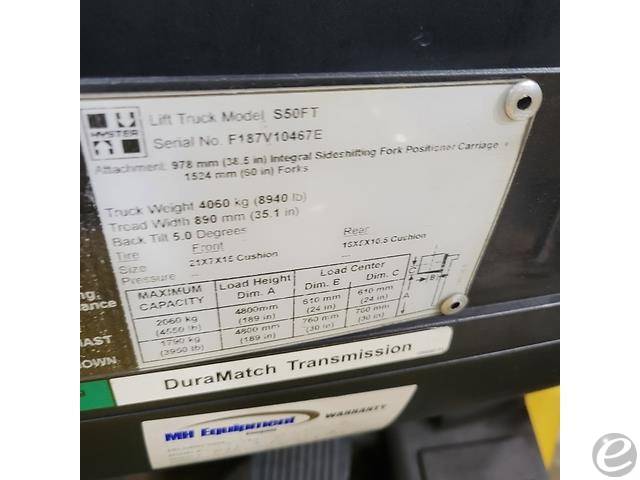 HYSTER
Lift Truck Model S50FT
Serial No. F187V10467E
Attachment: 978 mm (38.5 in) Integral Sideshifting Fork Positioner Carriage,
1524 mm (60 in) Forks
Truck Weight 4060 kg (8940 lb)
Tread Width 890 mm (35.1 in)
Back Tilt 5.0 Degrees
Tire Front Rear
Size 21X7X15 Cushion 16X5X10.5 Cushion
Pressure -- --
MAXIMUM CAPACITY Load Height Dim. A Load Center Dim. B Dim. C
2060 kg (4550 lb) 4800mm (189 in) 610 mm (24 in) 610 mm (24 in)
1790 kg (3950 lb) 4800 mm (189 in) 760 mm (30 in) 760 mm (30 in)
A
B
C
DuraMatch Transmission
MH Equipment
WARRANTY
e